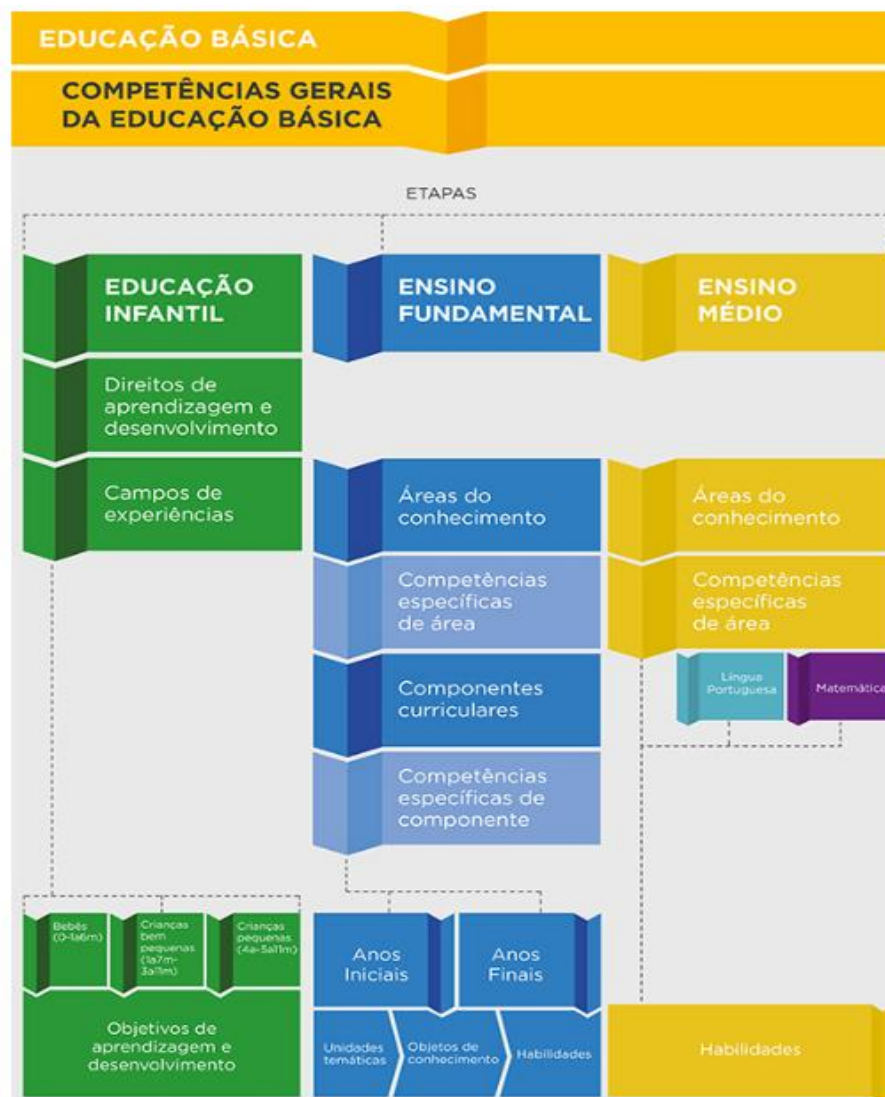 EDUCAÇÃO BÁSICA
COMPETÊNCIAS GERAIS
DA EDUCAÇÃO BÁSICA
ETAPAS
EDUCAÇÃO
INFANTIL
Direitos de
aprendizagem e
desenvolvimento
Campos de
experiências
Bebês
(0-1a6m)
Crianças
bem
pequenas
(1a7m-
3a11m)
Crianças
pequenas
(4a-5a11m)
Objetivos de
aprendizagem e
desenvolvimento
ENSINO
FUNDAMENTAL
Áreas do
conhecimento
Competências
específicas
de área
Componentes
curriculares
Competências
específicas de
componente
Anos
Iniciais
Anos
Finais
Unidades
temáticas
Objetos de
conhecimento
Habilidades
ENSINO
MÉDIO
Áreas do
conhecimento
Competências
específicas
de área
Língua
Portuguesa
Matemática
Habilidades